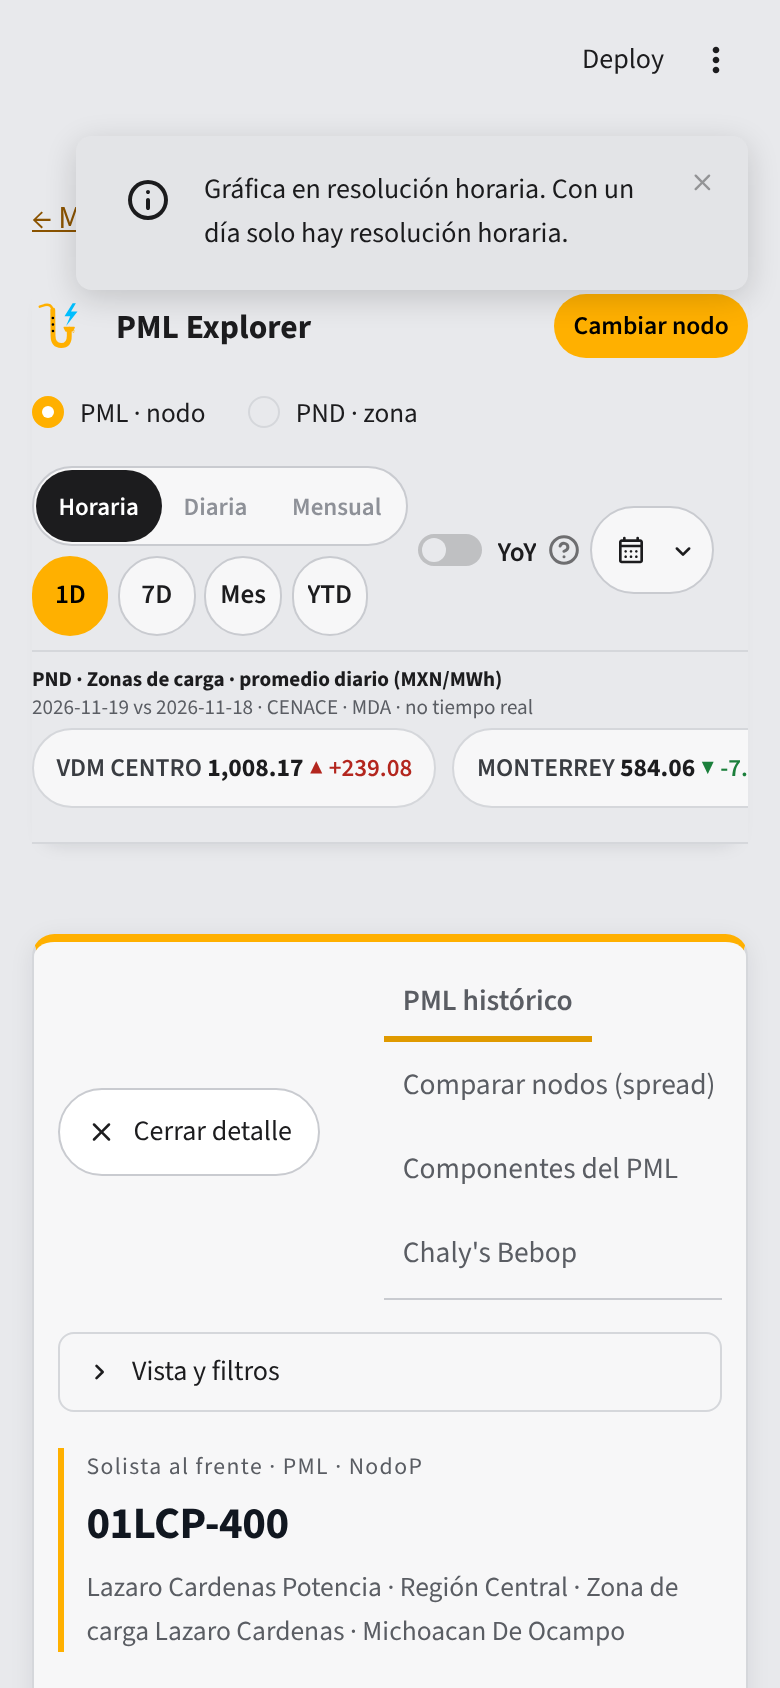 Deploy
Gráfica en resolución horaria. Con un
día solo hay resolución horaria.
← M
PML Explorer
Cambiar nodo
PML · nodo
PND · zona
Horaria
Diaria
Mensual
1D
7D
Mes
YTD
YoY
PND · Zonas de carga · promedio diario (MXN/MWh)
2026-11-19 vs 2026-11-18 · CENACE · MDA · no tiempo real
VDM CENTRO 1,008.17 ▲ +239.08
MONTERREY 584.06 ▼ -7.
PML histórico
Comparar nodos (spread)
Cerrar detalle
Componentes del PML
Chaly's Bebop
Vista y filtros
Solista al frente · PML · NodoP
01LCP-400
Lazaro Cardenas Potencia · Región Central · Zona de
carga Lazaro Cardenas · Michoacan De Ocampo